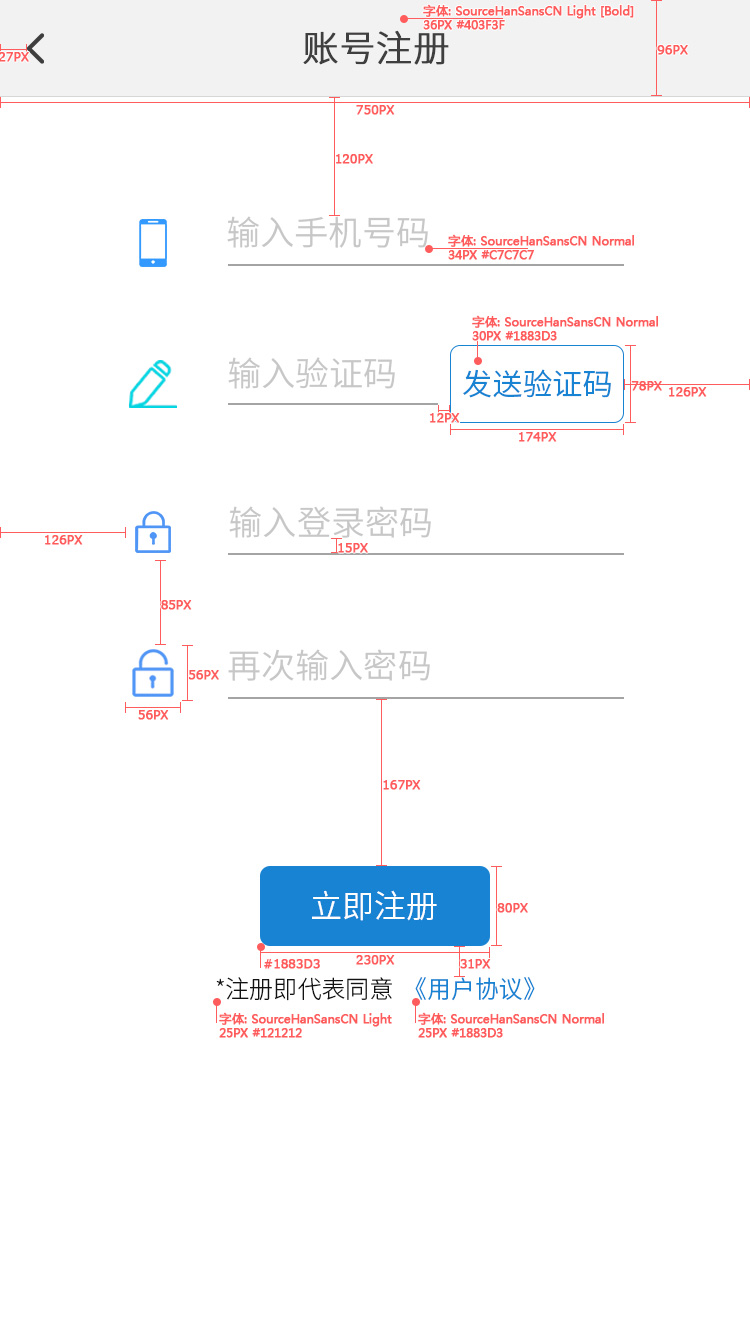 字体: SourceHanSansCN Light [Bold]
36PX #403F3F
账号注册
27PX
96PX
750PX
120PX
输入手机号码
字体: SourceHanSansCN Normal
34PX #C7C7C7
字体: SourceHanSansCN Normal
30PX #1883D3
输入验证码
发送验证码
78PX
126PX
12PX
174PX
输入登录密码
126PX
15PX
85PX
再次输入密码
56PX
56PX
167PX
立即注册
80PX
#1883D3
230PX
31PX
*注册即代表同意 《用户协议》
字体: SourceHanSansCN Light
25PX #121212
字体: SourceHanSansCN Normal
25PX #1883D3